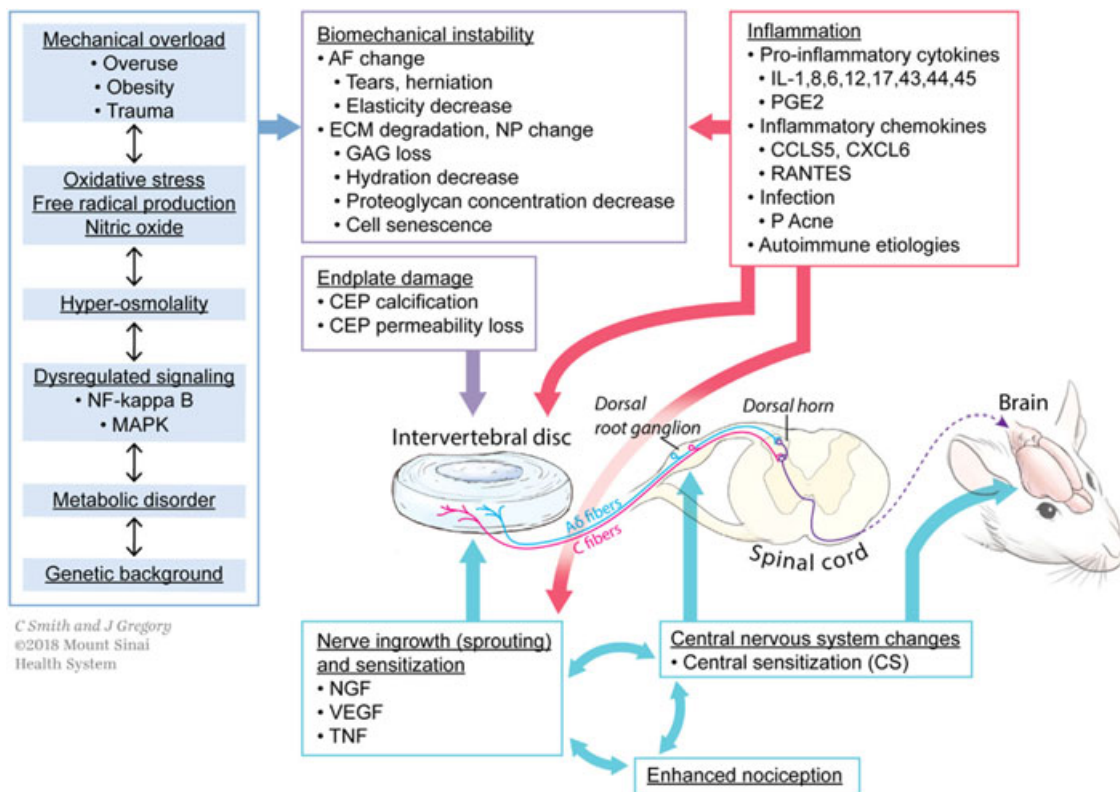 Mechanical overload
• Overuse
• Obesity
• Trauma
Oxidative stress
Free radical production
Nitric oxide
Hyper-osmolality
Dysregulated signaling
• NF-kappa B
• MAPK
Metabolic disorder
Genetic background
C Smith and J Gregory
©2018 Mount Sinai
Health System
Biomechanical instability
• AF change
• Tears, herniation
• Elasticity decrease
• ECM degradation, NP change
• GAG loss
• Hydration decrease
• Proteoglycan concentration decrease
• Cell senescence
Inflammation
• Pro-inflammatory cytokines
• IL-1,8,6,12,17,43,44,45
• PGE2
• Inflammatory chemokines
• CCLS5, CXCL6
• RANTES
• Infection
• P Acne
• Autoimmune etiologies
Endplate damage
• CEP calcification
• CEP permeability loss
Intervertebral disc
Dorsal
root ganglion
Dorsal horn
Brain
Aδ fibers
C fibers
Spinal cord
Nerve ingrowth (sprouting)
and sensitization
• NGF
• VEGF
• TNF
Central nervous system changes
• Central sensitization (CS)
Enhanced nociception